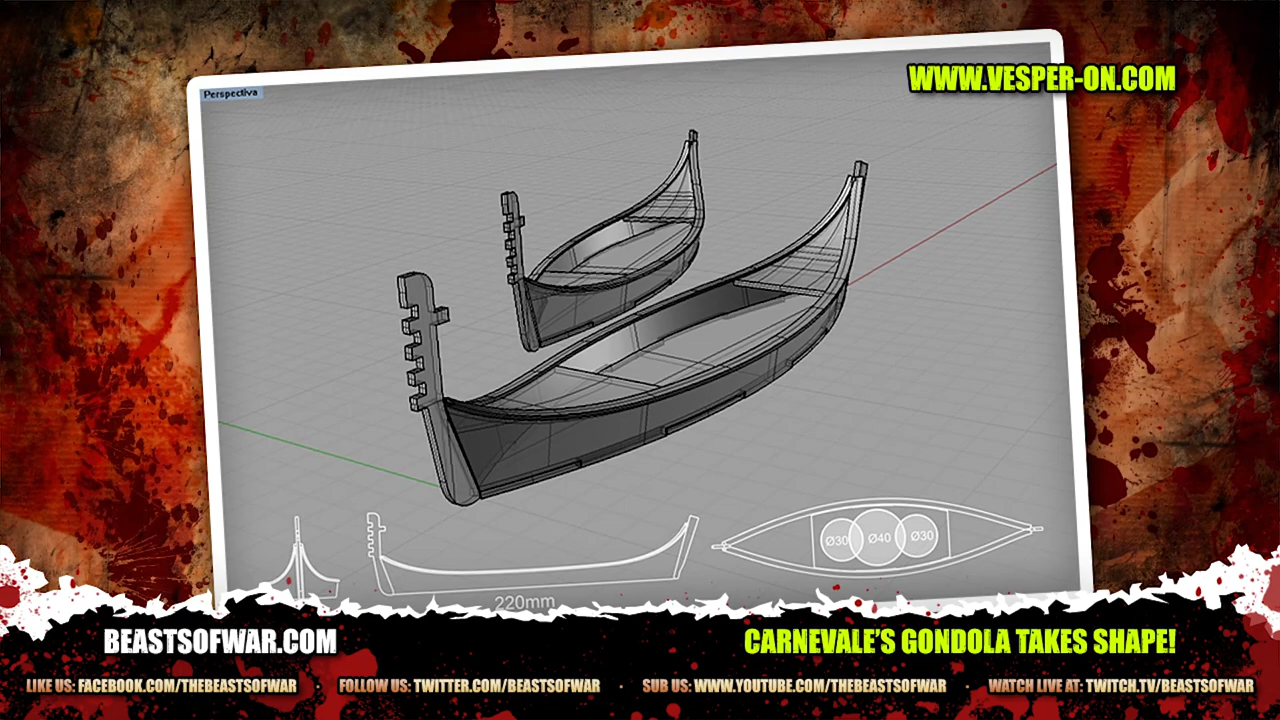 Perspectiva
WWW.VESPER-ON.COM
Ø30 Ø40 Ø30
220mm
BEASTSOFWAR.COM
CARNEVALE'S GONDOLA TAKES SHAPE!
LIKE US: FACEBOOK.COM/THEBEASTSOFWAR · FOLLOW US: TWITTER.COM/BEASTSOFWAR · SUB US: WWW.YOUTUBE.COM/THEBEASTSOFWAR · WATCH LIVE AT: TWITCH.TV/BEASTSOFWAR